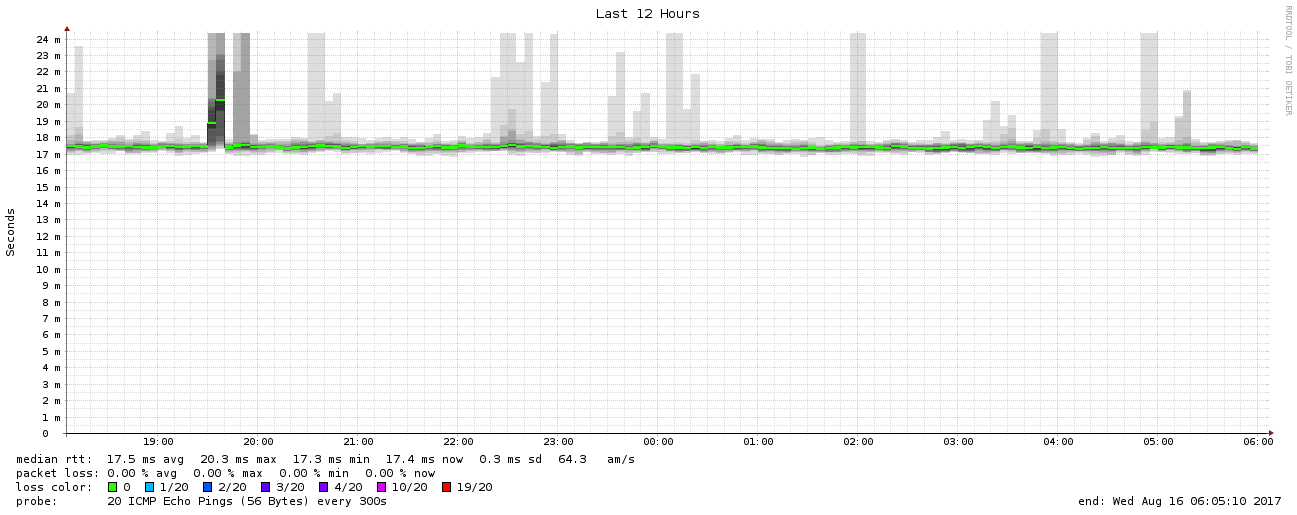 Last 12 Hours
RRDTOOL / TOBI OETIKER
Seconds
24 m
23 m
22 m
21 m
20 m
19 m
18 m
17 m
16 m
15 m
14 m
13 m
12 m
11 m
10 m
9 m
8 m
7 m
6 m
5 m
4 m
3 m
2 m
1 m
0
19:00 20:00 21:00 22:00 23:00 00:00 01:00 02:00 03:00 04:00 05:00 06:00
median rtt: 17.5 ms avg 20.3 ms max 17.3 ms min 17.4 ms now 0.3 ms sd 64.3 am/s
packet loss: 0.00 % avg 0.00 % max 0.00 % min 0.00 % now
loss color: 0 1/20 2/20 3/20 4/20 10/20 19/20
probe: 20 ICMP Echo Pings (56 Bytes) every 300s end: Wed Aug 16 06:05:10 2017